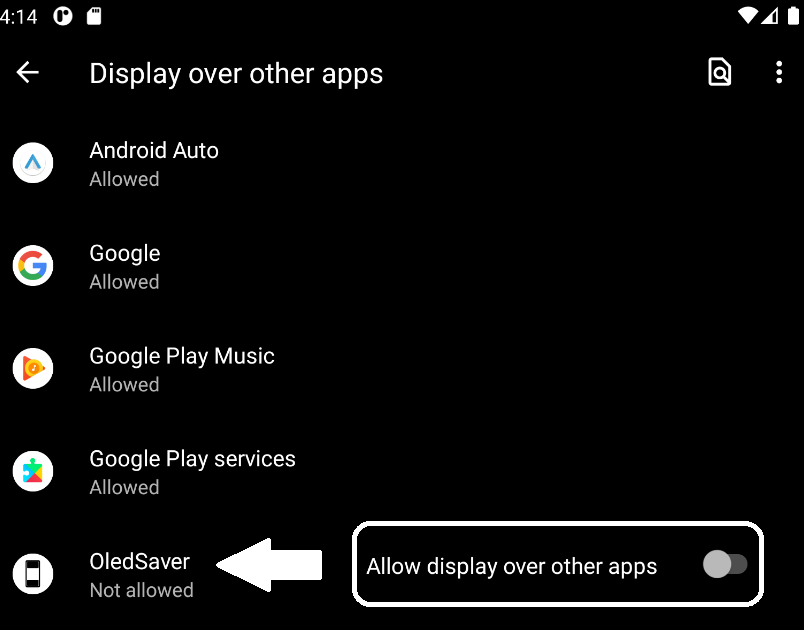 4:14
Display over other apps
Android Auto
Allowed
Google
Allowed
Google Play Music
Allowed
Google Play services
Allowed
OledSaver
Not allowed
Allow display over other apps